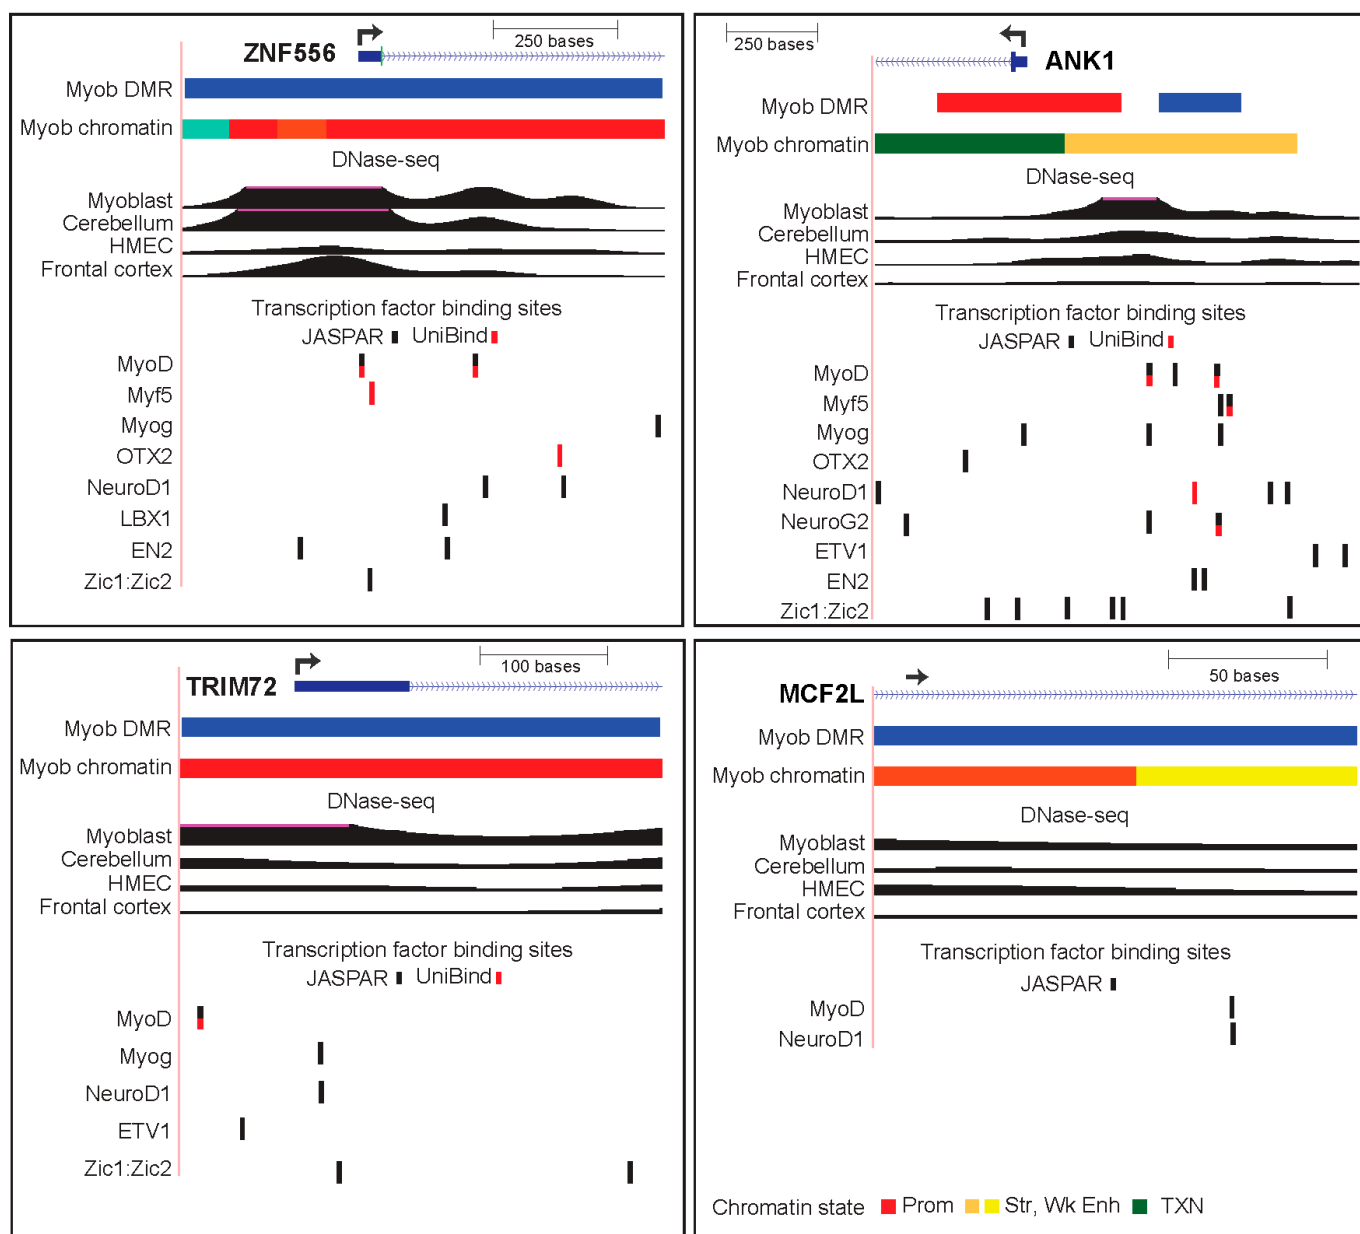 250 bases
ZNF556
Myob DMR
Myob chromatin
DNase-seq
Myoblast
Cerebellum
HMEC
Frontal cortex
Transcription factor binding sites
JASPAR UniBind
MyoD
Myf5
Myog
OTX2
NeuroD1
LBX1
EN2
Zic1:Zic2
250 bases
ANK1
Myob DMR
Myob chromatin
DNase-seq
Myoblast
Cerebellum
HMEC
Frontal cortex
Transcription factor binding sites
JASPAR UniBind
MyoD
Myf5
Myog
OTX2
NeuroD1
NeuroG2
ETV1
EN2
Zic1:Zic2
100 bases
TRIM72
Myob DMR
Myob chromatin
DNase-seq
Myoblast
Cerebellum
HMEC
Frontal cortex
Transcription factor binding sites
JASPAR UniBind
MyoD
Myog
NeuroD1
ETV1
Zic1:Zic2
50 bases
MCF2L
Myob DMR
Myob chromatin
DNase-seq
Myoblast
Cerebellum
HMEC
Frontal cortex
Transcription factor binding sites
JASPAR
MyoD
NeuroD1
Chromatin state Prom Str, Wk Enh TXN